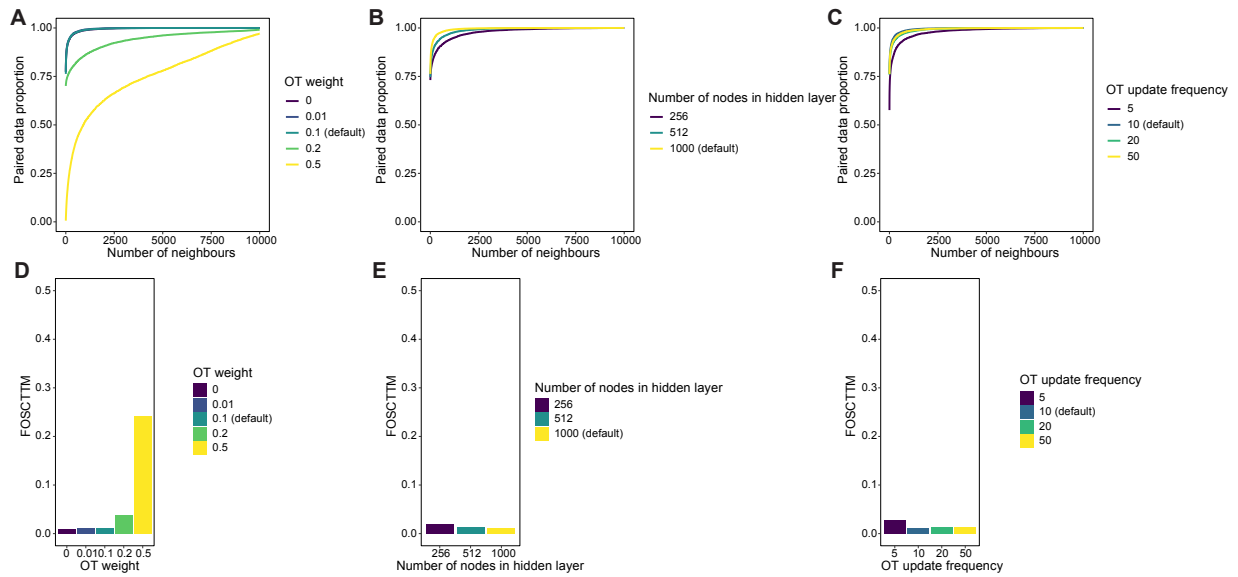 A
1.00
0.75
0.50
0.25
0.00
Paired data proportion
0
2500
5000
7500
10000
Number of neighbours
OT weight
0
0.01
0.1 (default)
0.2
0.5
B
1.00
0.75
0.50
0.25
0.00
Paired data proportion
0
2500
5000
7500
10000
Number of neighbours
Number of nodes in hidden layer
256
512
1000 (default)
C
1.00
0.75
0.50
0.25
0.00
Paired data proportion
0
2500
5000
7500
10000
Number of neighbours
OT update frequency
5
10 (default)
20
50
D
0.5
0.4
0.3
0.2
0.1
0.0
FOSCTTM
0
0.01
0.1
0.2
0.5
OT weight
OT weight
0
0.01
0.1 (default)
0.2
0.5
E
0.5
0.4
0.3
0.2
0.1
0.0
FOSCTTM
256
512
1000
Number of nodes in hidden layer
Number of nodes in hidden layer
256
512
1000 (default)
F
0.5
0.4
0.3
0.2
0.1
0.0
FOSCTTM
5
10
20
50
OT update frequency
OT update frequency
5
10 (default)
20
50